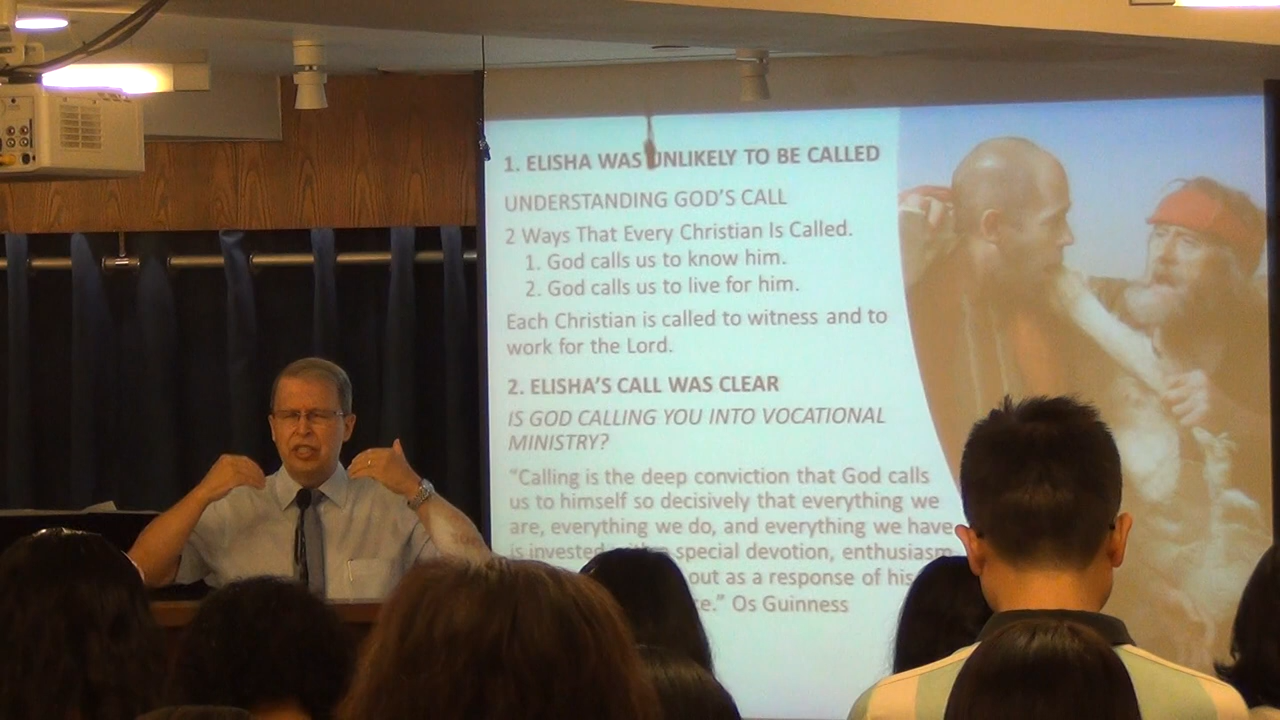 1. ELISHA WAS UNLIKELY TO BE CALLED
UNDERSTANDING GOD'S CALL
2 Ways That Every Christian Is Called.
1. God calls us to know him.
2. God calls us to live for him.
Each Christian is called to witness and to
work for the Lord.
2. ELISHA'S CALL WAS CLEAR
IS GOD CALLING YOU INTO VOCATIONAL
MINISTRY?
"Calling is the deep conviction that God calls
us to himself so decisively that everything we
are, everything we do, and everything we have
is invested special devotion, enthusiasm
out as a response of his
Os Guinness